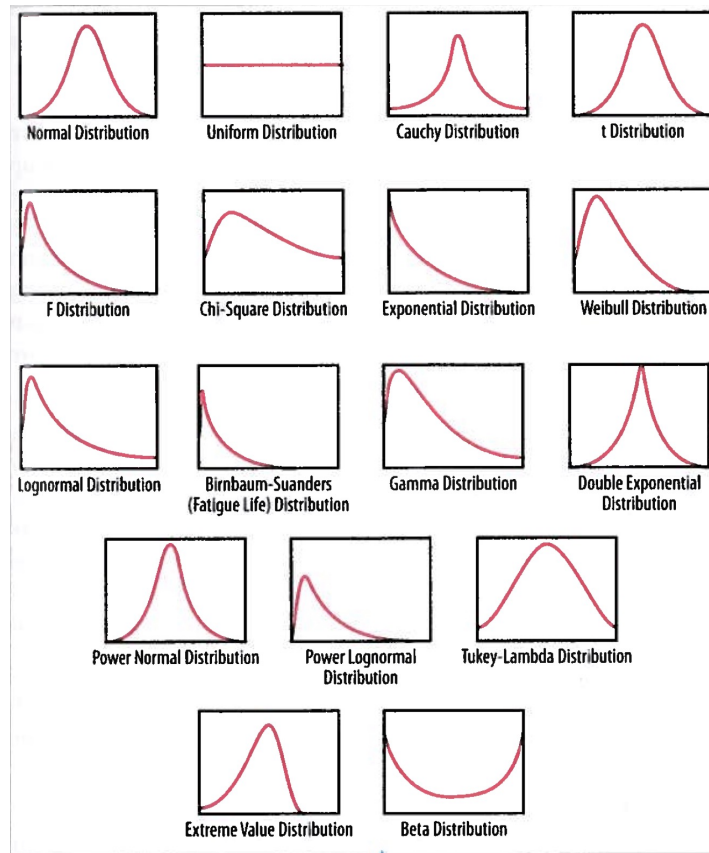 Normal Distribution
Uniform Distribution
Cauchy Distribution
t Distribution
F Distribution
Chi-Square Distribution
Exponential Distribution
Weibull Distribution
Lognormal Distribution
Birnbaum-Suanders
(Fatigue Life) Distribution
Gamma Distribution
Double Exponential
Distribution
Power Normal Distribution
Power Lognormal
Distribution
Tukey-Lambda Distribution
Extreme Value Distribution
Beta Distribution